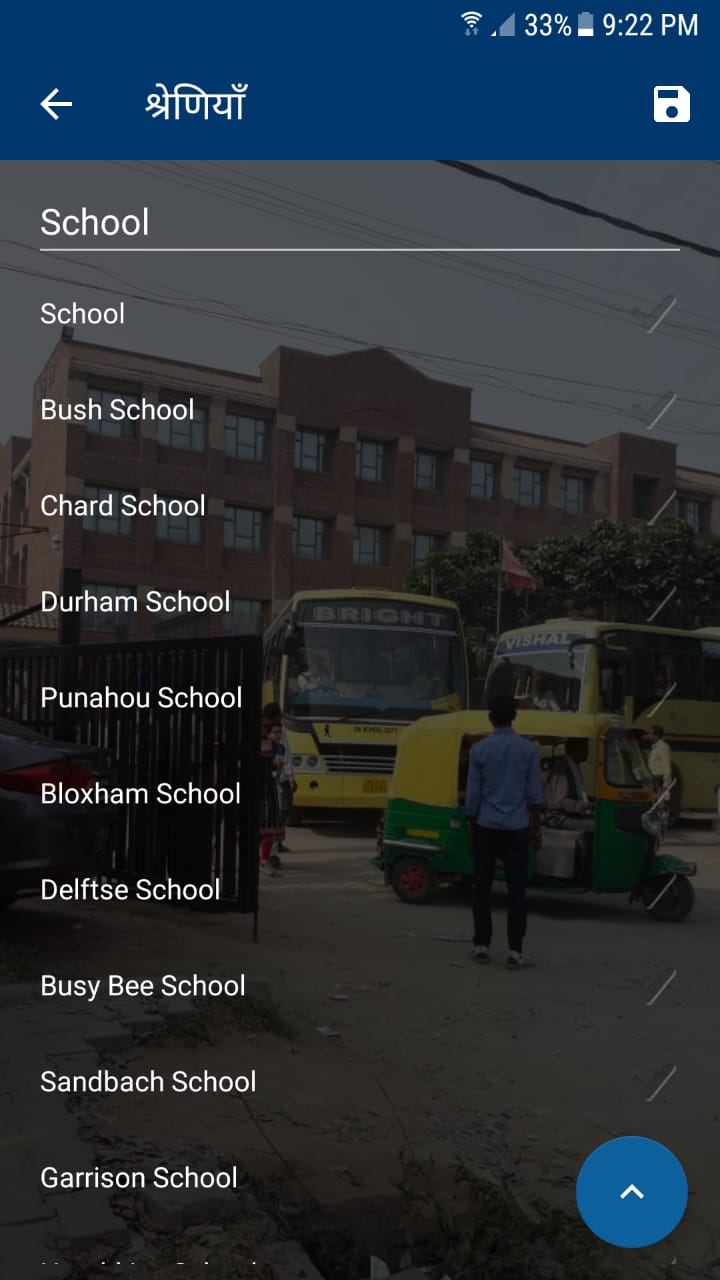 33% 9:22 PM
श्रेणियाँ
School
School
Bush School
Chard School
Durham School
BRIGHT
VISHAL
Punahou School
ON SCHOOL DUTY
Bloxham School
Delftse School
Busy Bee School
Sandbach School
Garrison School